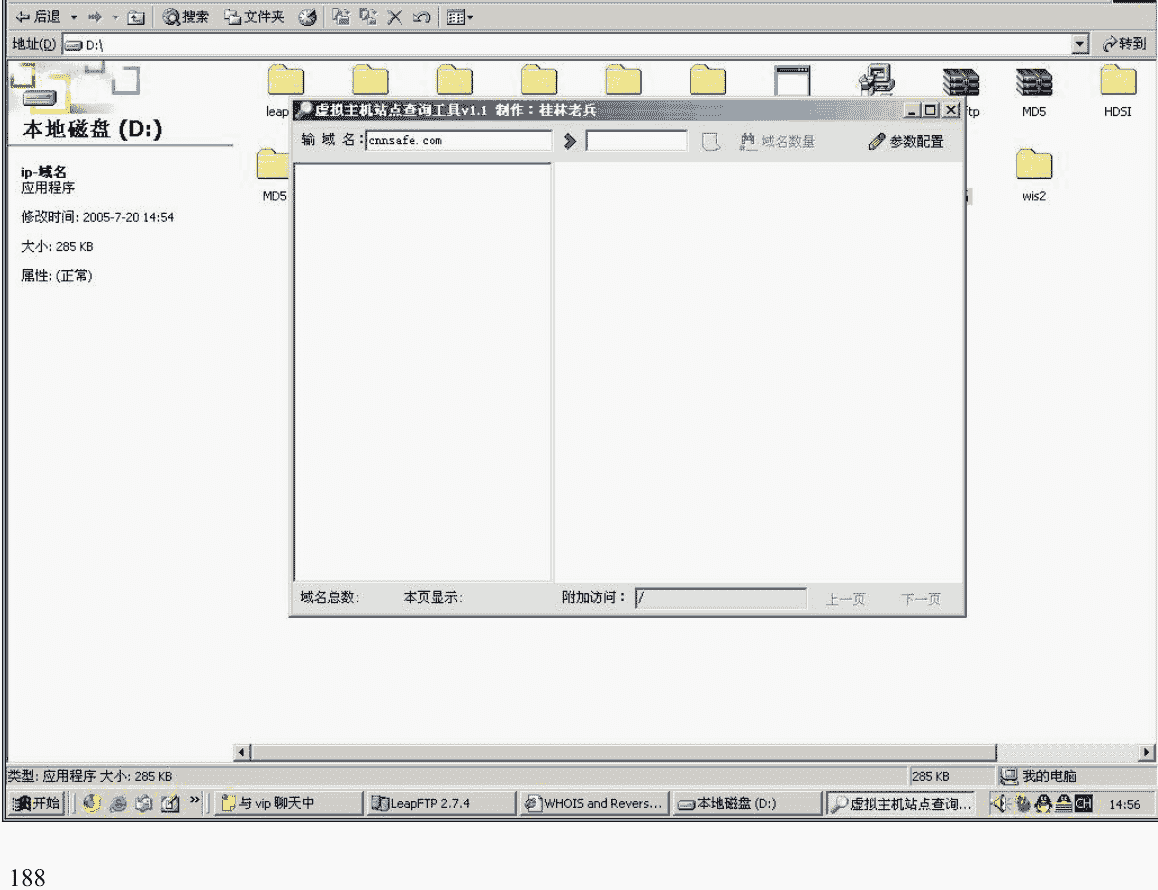 后退 搜索 文件夹
地址(D) D:\ 转到
本地磁盘 (D:)
ip-域名
应用程序
修改时间: 2005-7-20 14:54
大小: 285 KB
属性: (正常)
leap
tp
MD5
HDSI
MD5
wis2
虚拟主机站点查询工具v1.1 制作：桂林老兵
输 域 名： cnnsafe.com 域名数量 参数配置
域名总数: 本页显示: 附加访问： / 上一页 下一页
类型: 应用程序 大小: 285 KB 285 KB 我的电脑
开始 » 与 vip 聊天中 LeapFTP 2.7.4 WHOIS and Revers... 本地磁盘 (D:) 虚拟主机站点查询... CH 14:56
188